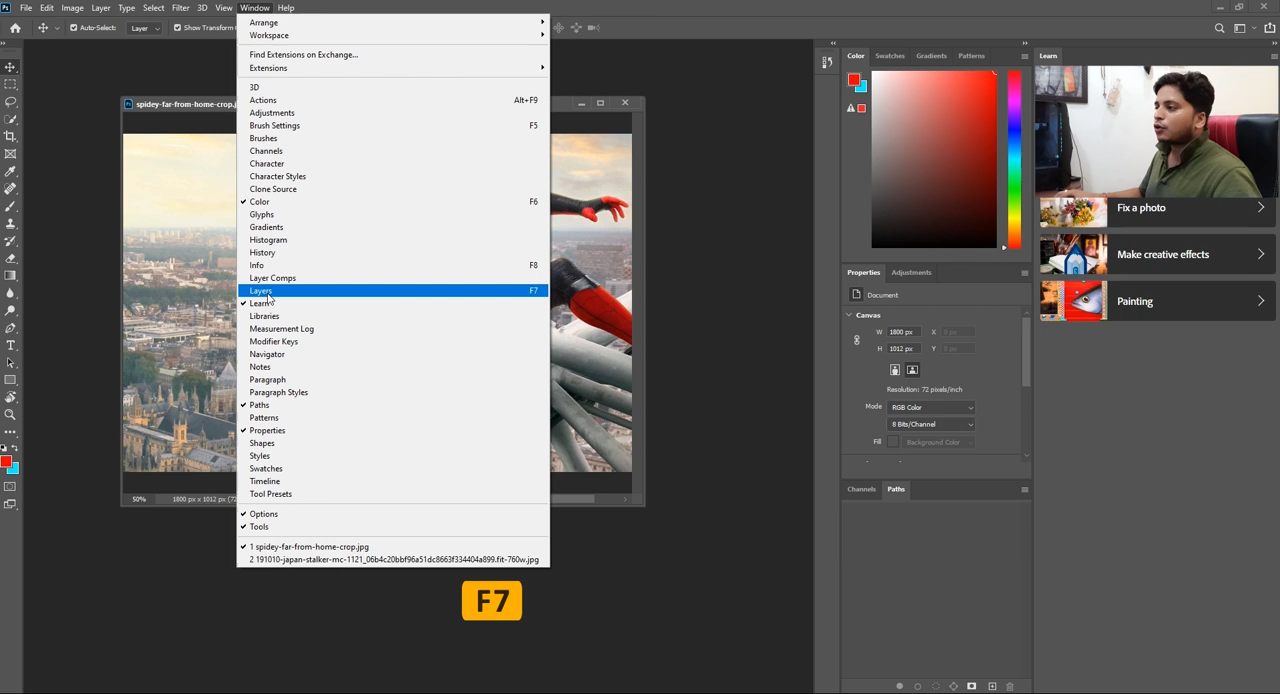 Ps File Edit Image Layer Type Select Filter 3D View Window Help
Auto-Select: Layer Show Transform
spidey-far-from-home-crop.j
Arrange
Workspace
Find Extensions on Exchange...
Extensions
3D
Actions Alt+F9
Adjustments
Brush Settings F5
Brushes
Channels
Character
Character Styles
Clone Source
Color F6
Glyphs
Gradients
Histogram
History
Info F8
Layer Comps
Layers F7
Learn
Libraries
Measurement Log
Modifier Keys
Navigator
Notes
Paragraph
Paragraph Styles
Paths
Patterns
Properties
Shapes
Styles
Swatches
Timeline
Tool Presets
Options
Tools
1 spidey-far-from-home-crop.jpg
2 191010-japan-stalker-mc-1121_06b4c20bbf96a51dc8663f334404a899.fit-760w.jpg
50% 1800 px x 1012 px (72
F7
Color Swatches Gradients Patterns
Properties Adjustments
Document
Canvas
W 1800 px X 0 px
H 1012 px Y 0 px
Resolution: 72 pixels/inch
Mode RGB Color
8 Bits/Channel
Fill Background Color
Channels Paths
Learn
Fix a photo
Make creative effects
Painting